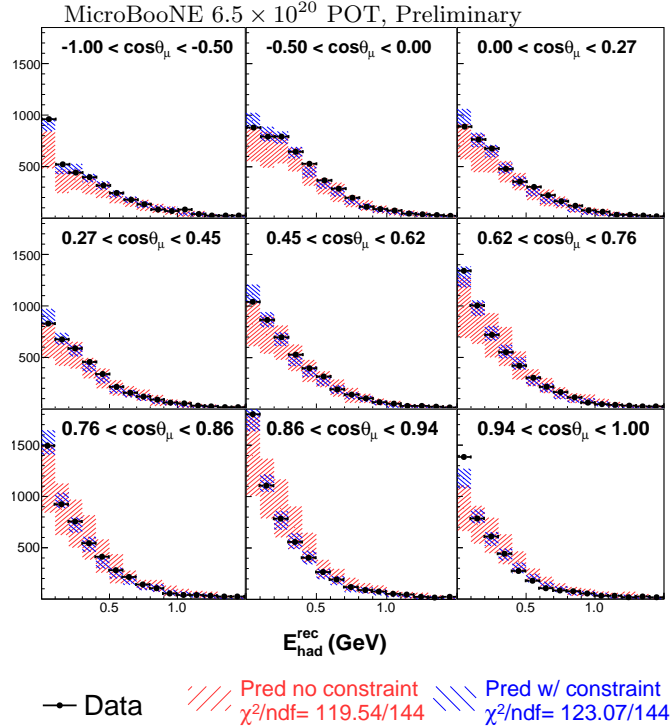 MicroBooNE 6.5 × 10²⁰ POT, Preliminary
-1.00 < cosθμ < -0.50
-0.50 < cosθμ < 0.00
0.00 < cosθμ < 0.27
1500
1000
500
0.27 < cosθμ < 0.45
0.45 < cosθμ < 0.62
0.62 < cosθμ < 0.76
1500
1000
500
0.76 < cosθμ < 0.86
0.86 < cosθμ < 0.94
0.94 < cosθμ < 1.00
1500
1000
500
0.5 1.0 0.5 1.0 0.5 1.0
E^rec_had (GeV)
Data
Pred no constraint
χ²/ndf= 119.54/144
Pred w/ constraint
χ²/ndf= 123.07/144